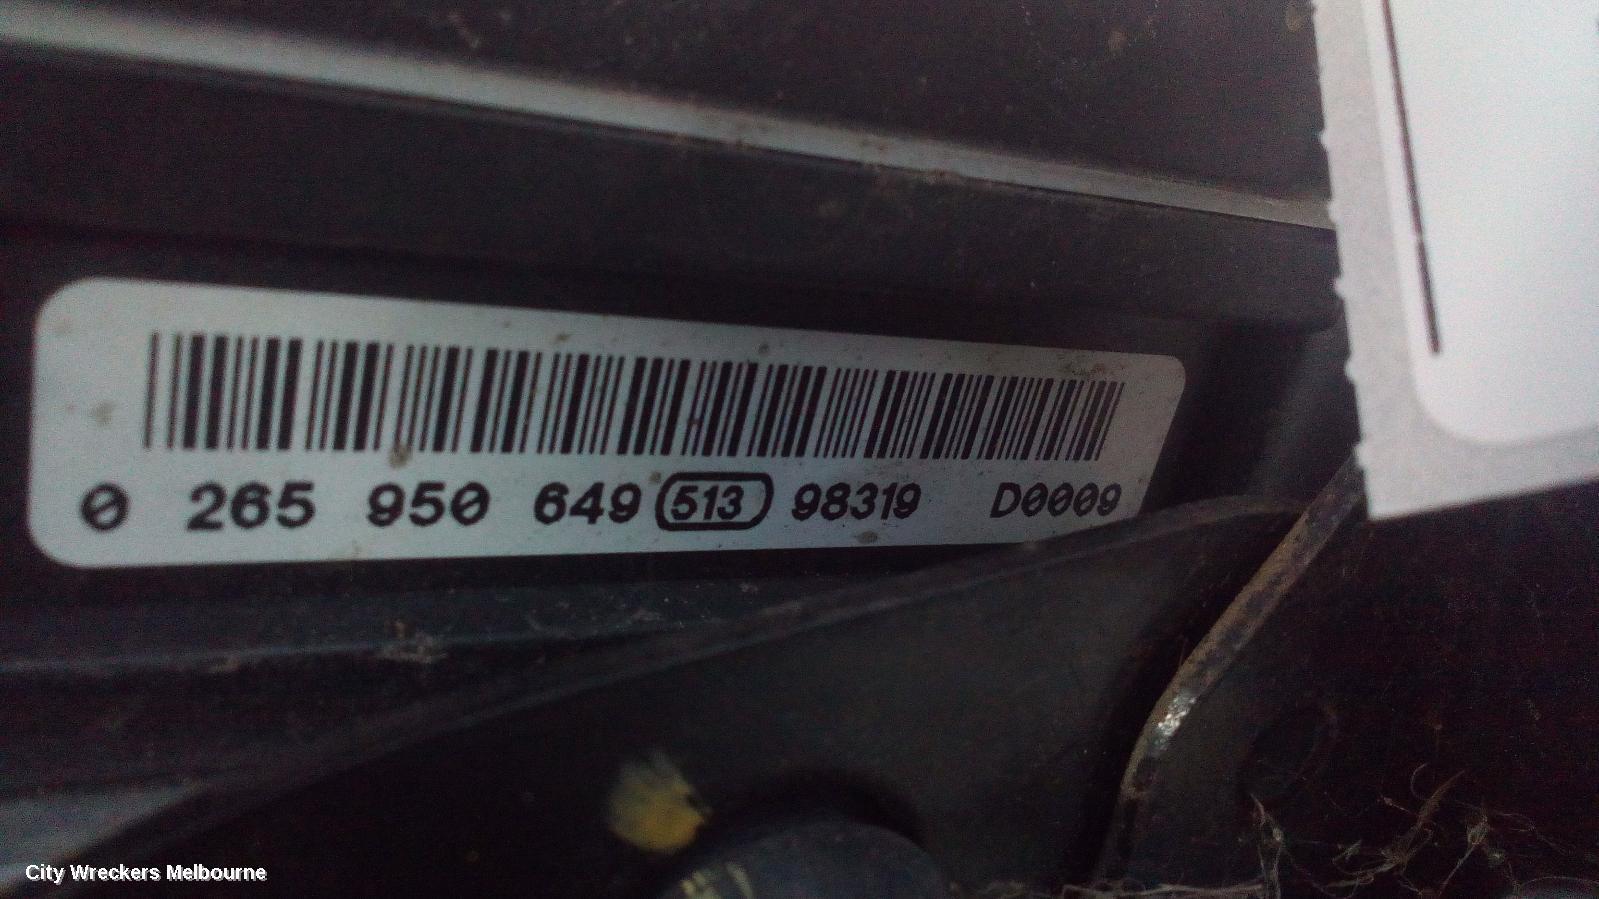 0 265 950 649 513 98319 D0009
City Wreckers Melbourne